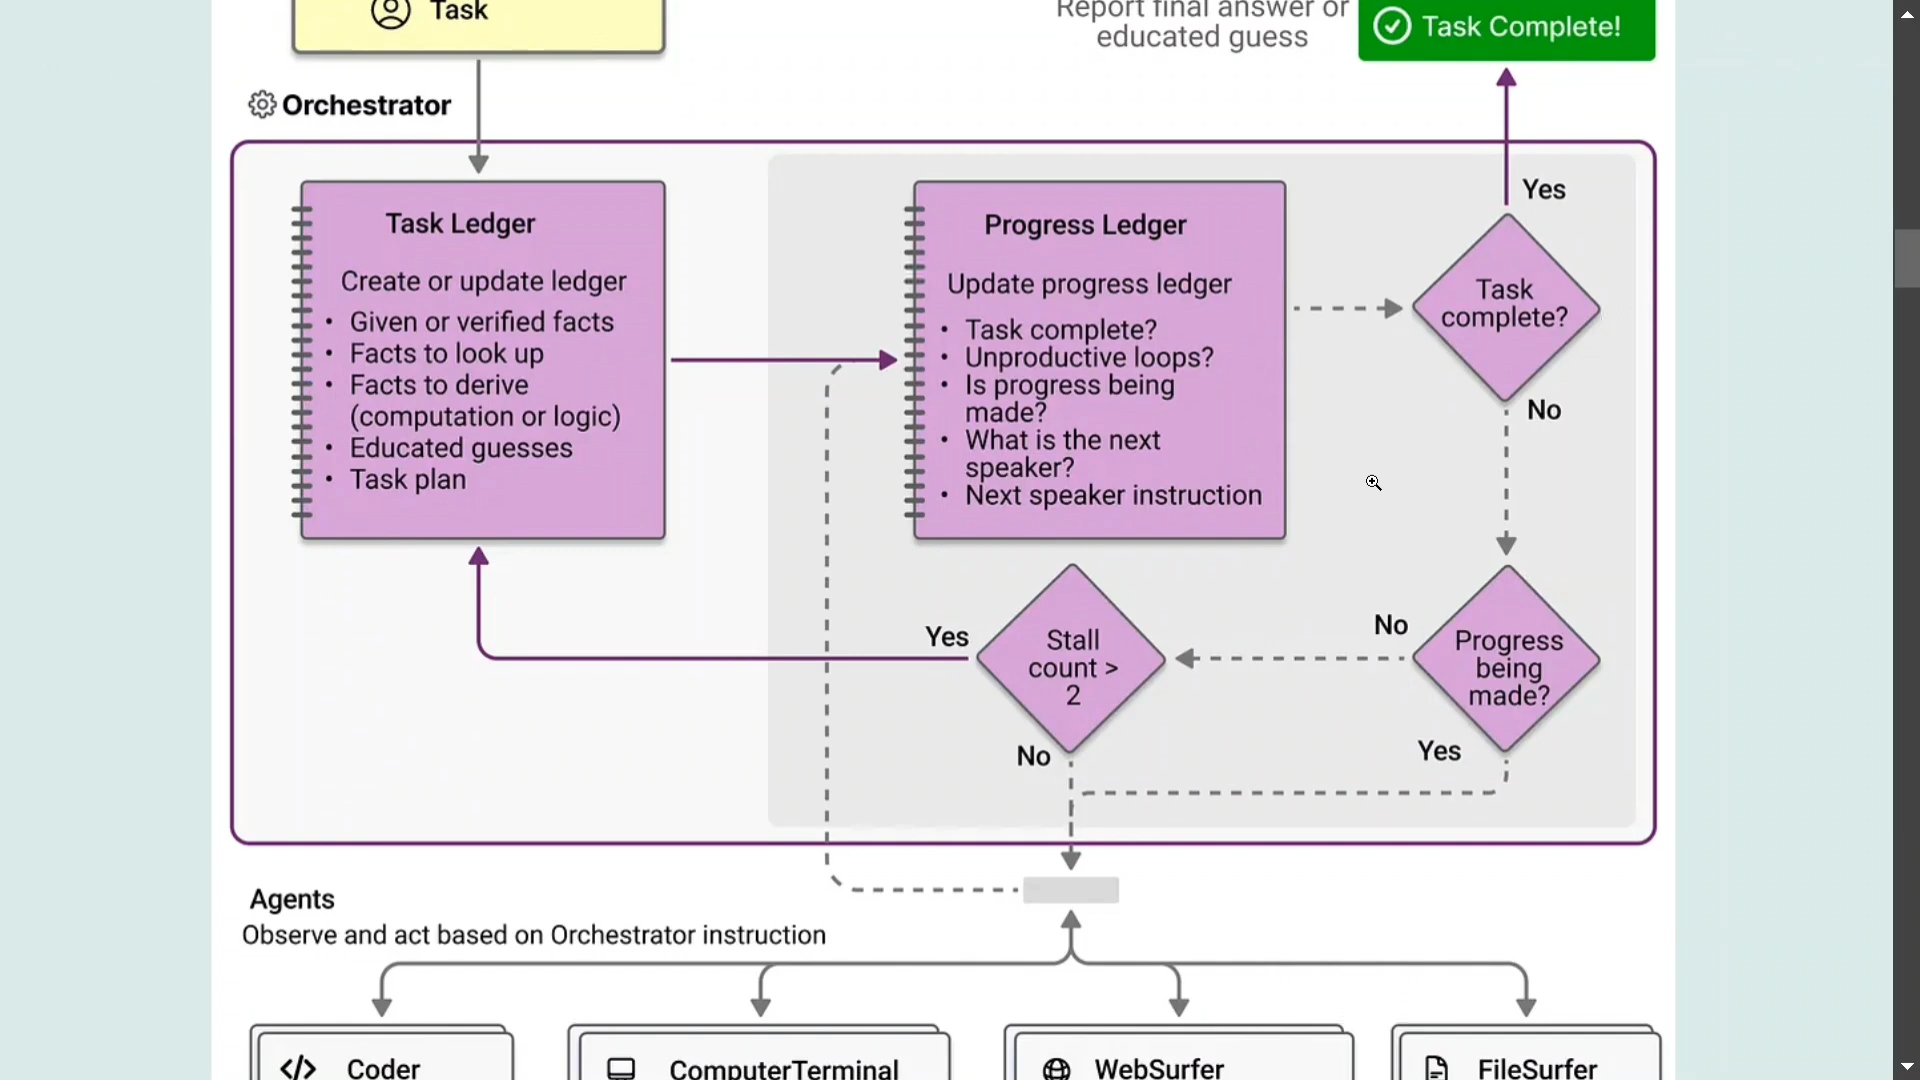 Task
Report final answer or
educated guess
Task Complete!
Orchestrator
Task Ledger
Create or update ledger
• Given or verified facts
• Facts to look up
• Facts to derive
(computation or logic)
• Educated guesses
• Task plan
Progress Ledger
Update progress ledger
• Task complete?
• Unproductive loops?
• Is progress being
made?
• What is the next
speaker?
• Next speaker instruction
Yes
Task
complete?
No
Progress
being
made?
No
Yes
Stall
count >
2
Yes
No
Agents
Observe and act based on Orchestrator instruction
</> Coder
ComputerTerminal
WebSurfer
FileSurfer